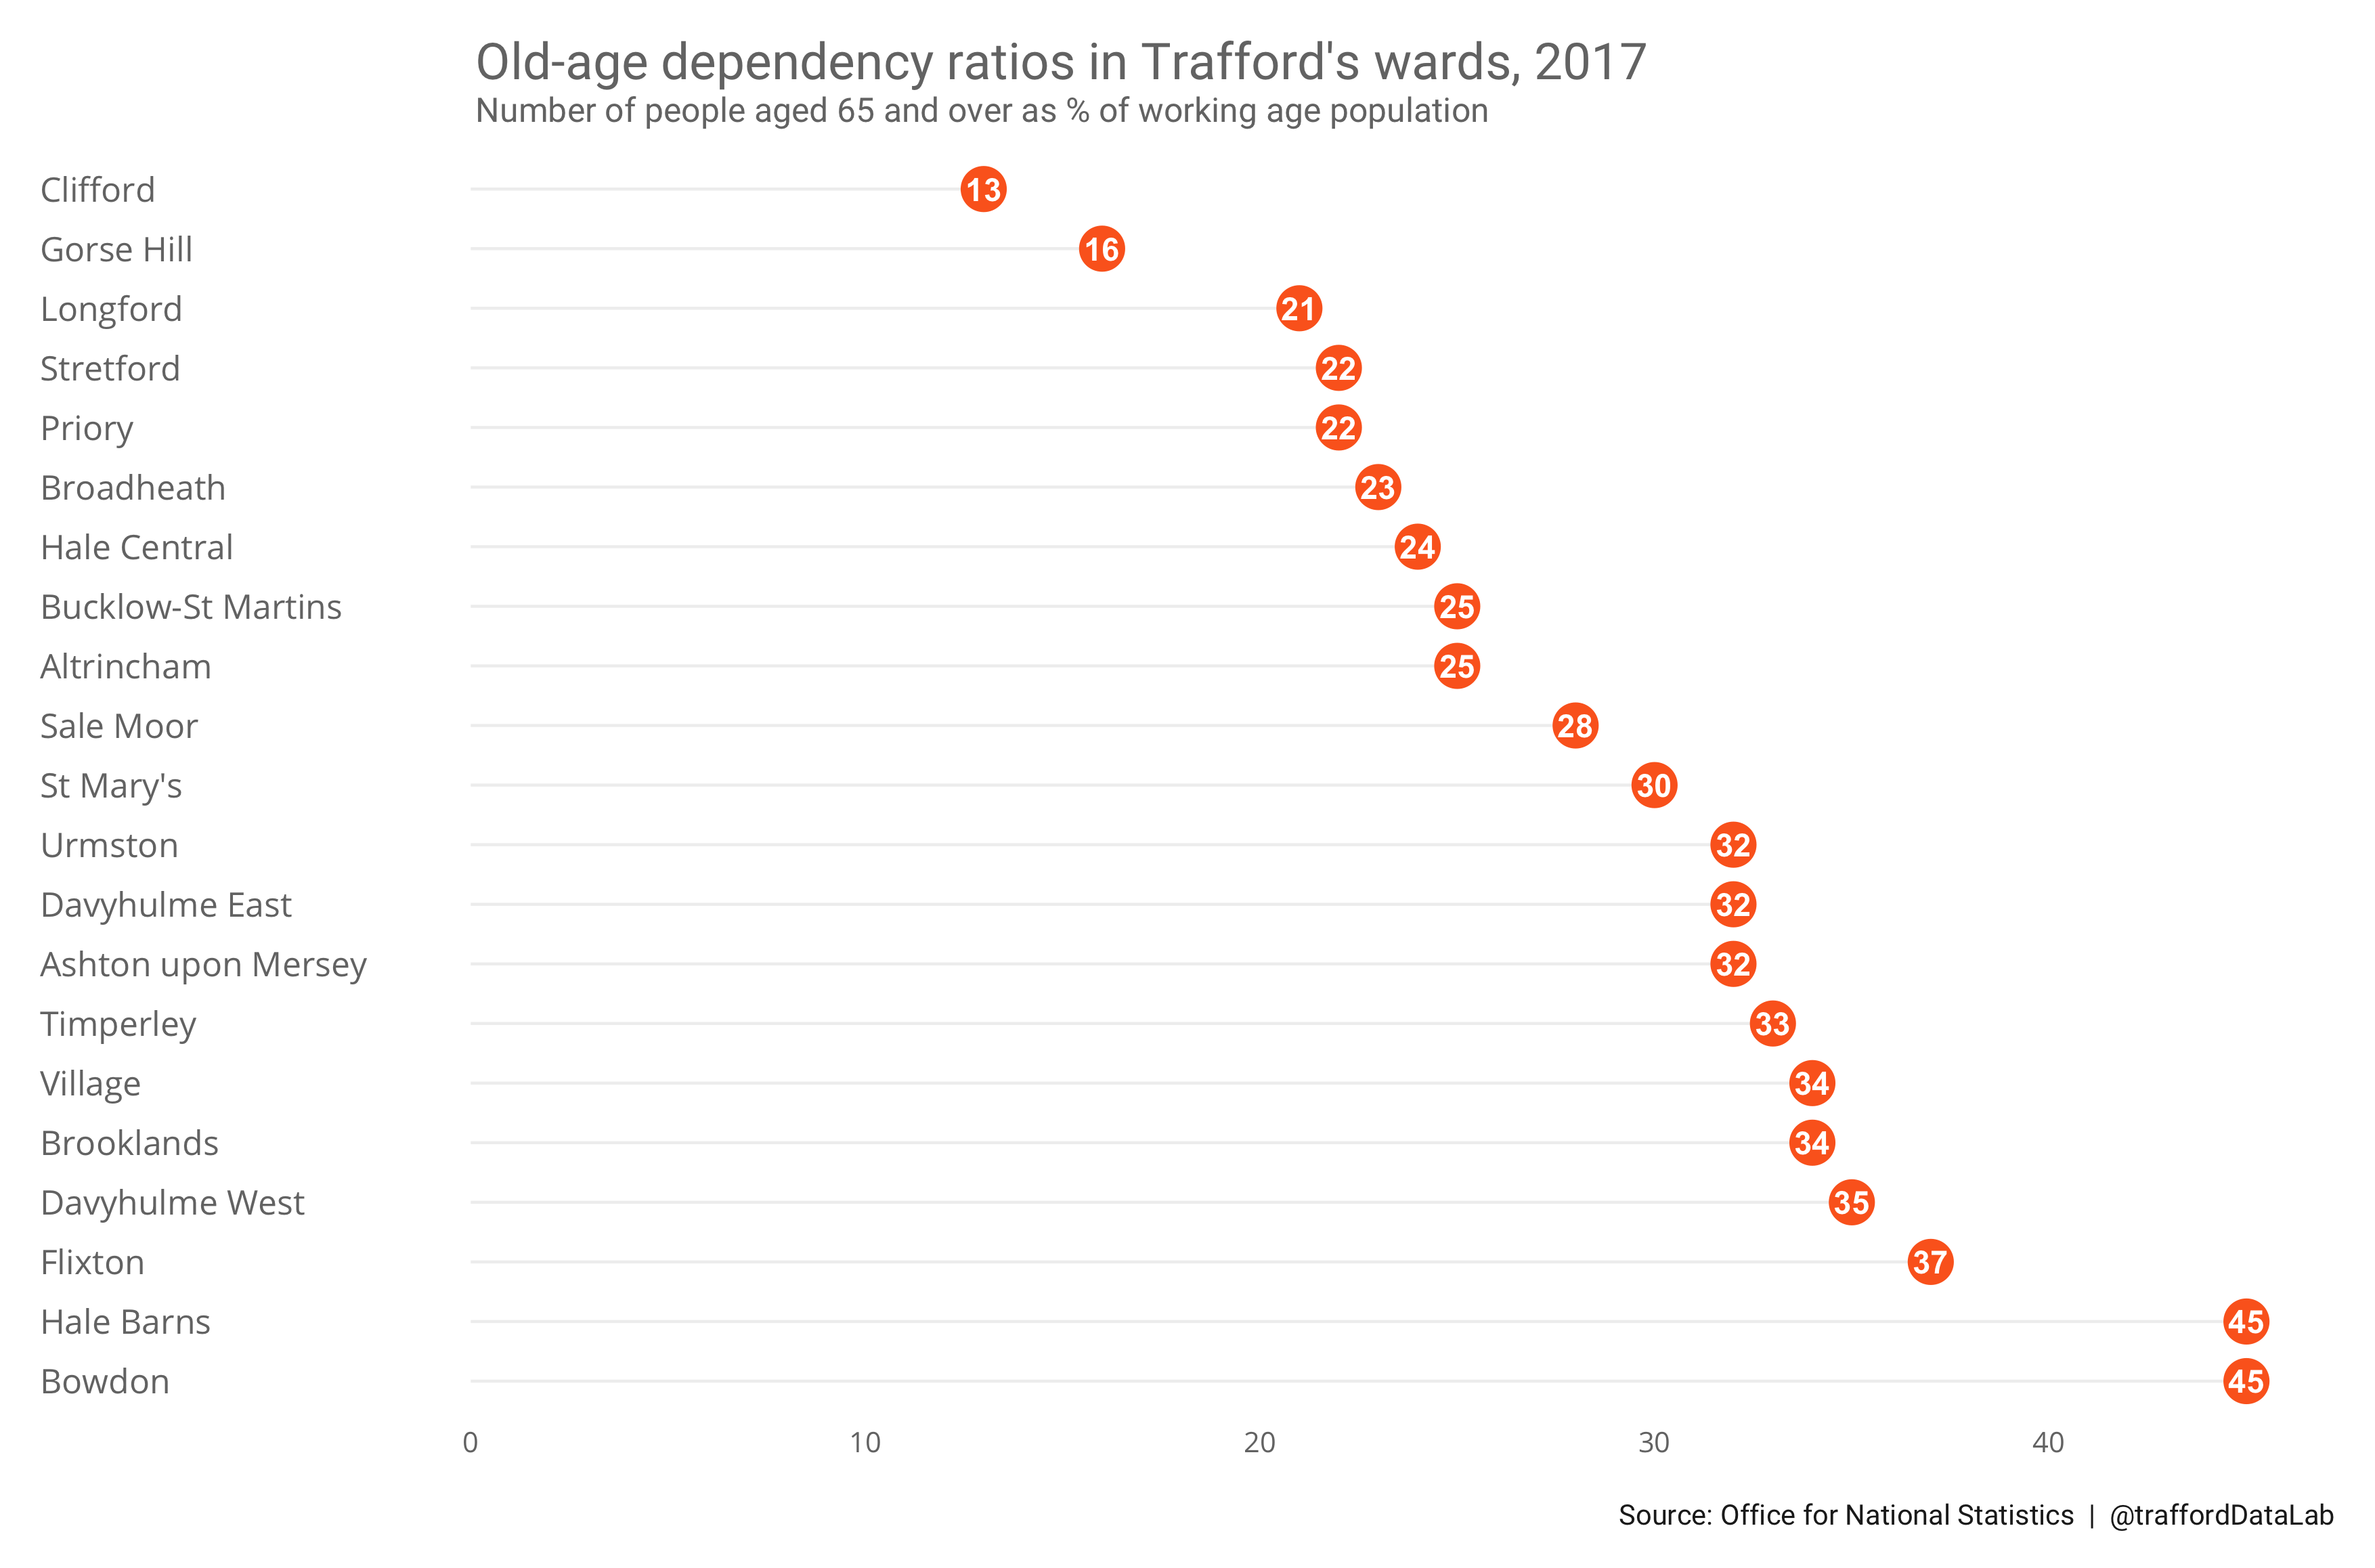 Old-age dependency ratios in Trafford's wards, 2017
Number of people aged 65 and over as % of working age population
Clifford 13
Gorse Hill 16
Longford 21
Stretford 22
Priory 22
Broadheath 23
Hale Central 24
Bucklow-St Martins 25
Altrincham 25
Sale Moor 28
St Mary's 30
Urmston 32
Davyhulme East 32
Ashton upon Mersey 32
Timperley 33
Village 34
Brooklands 34
Davyhulme West 35
Flixton 37
Hale Barns 45
Bowdon 45
0 10 20 30 40
Source: Office for National Statistics | @traffordDataLab